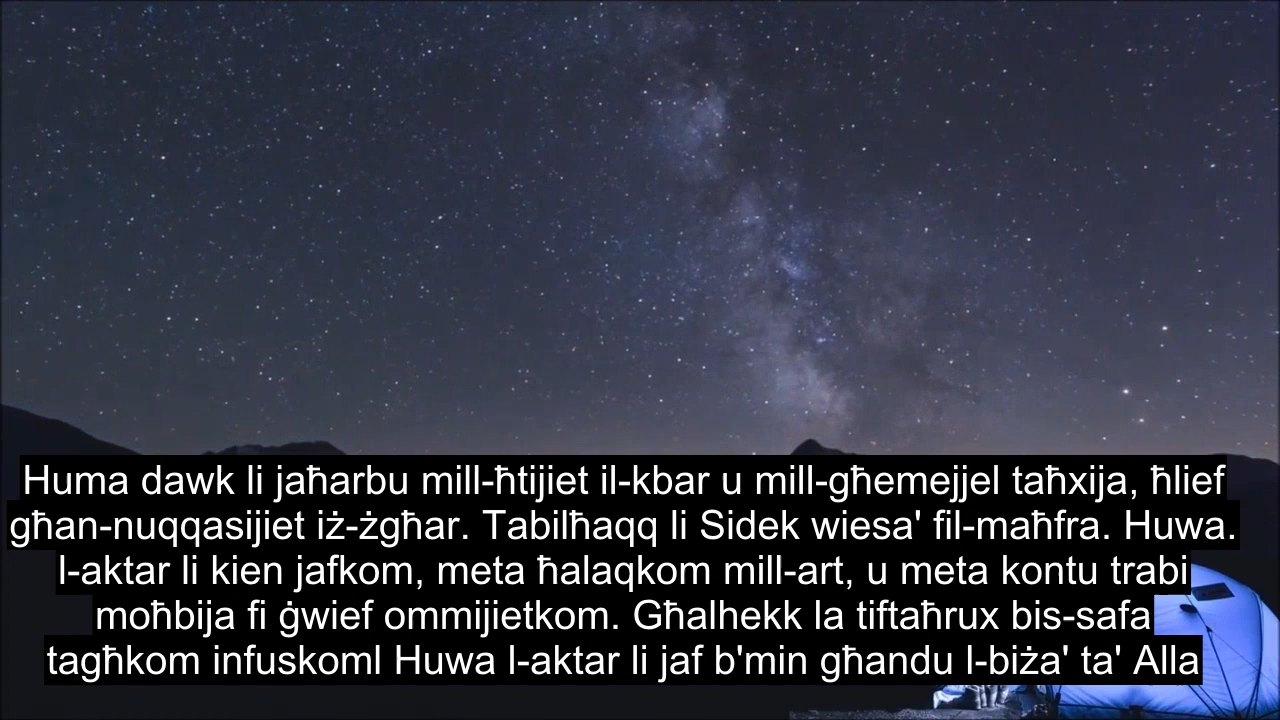 Huma dawk li jaħarbu mill-ħtijiet il-kbar u mill-għemejjel taħxija, ħlief
għan-nuqqasijiet iż-żgħar. Tabilħaqq li Sidek wiesa' fil-maħfra. Huwa.
l-aktar li kien jafkom, meta ħalaqkom mill-art, u meta kontu trabi
moħbija fi ġwief ommijietkom. Għalhekk la tiftaħrux bis-safa
tagħkom infuskoml Huwa l-aktar li jaf b'min għandu l-biża' ta' Alla